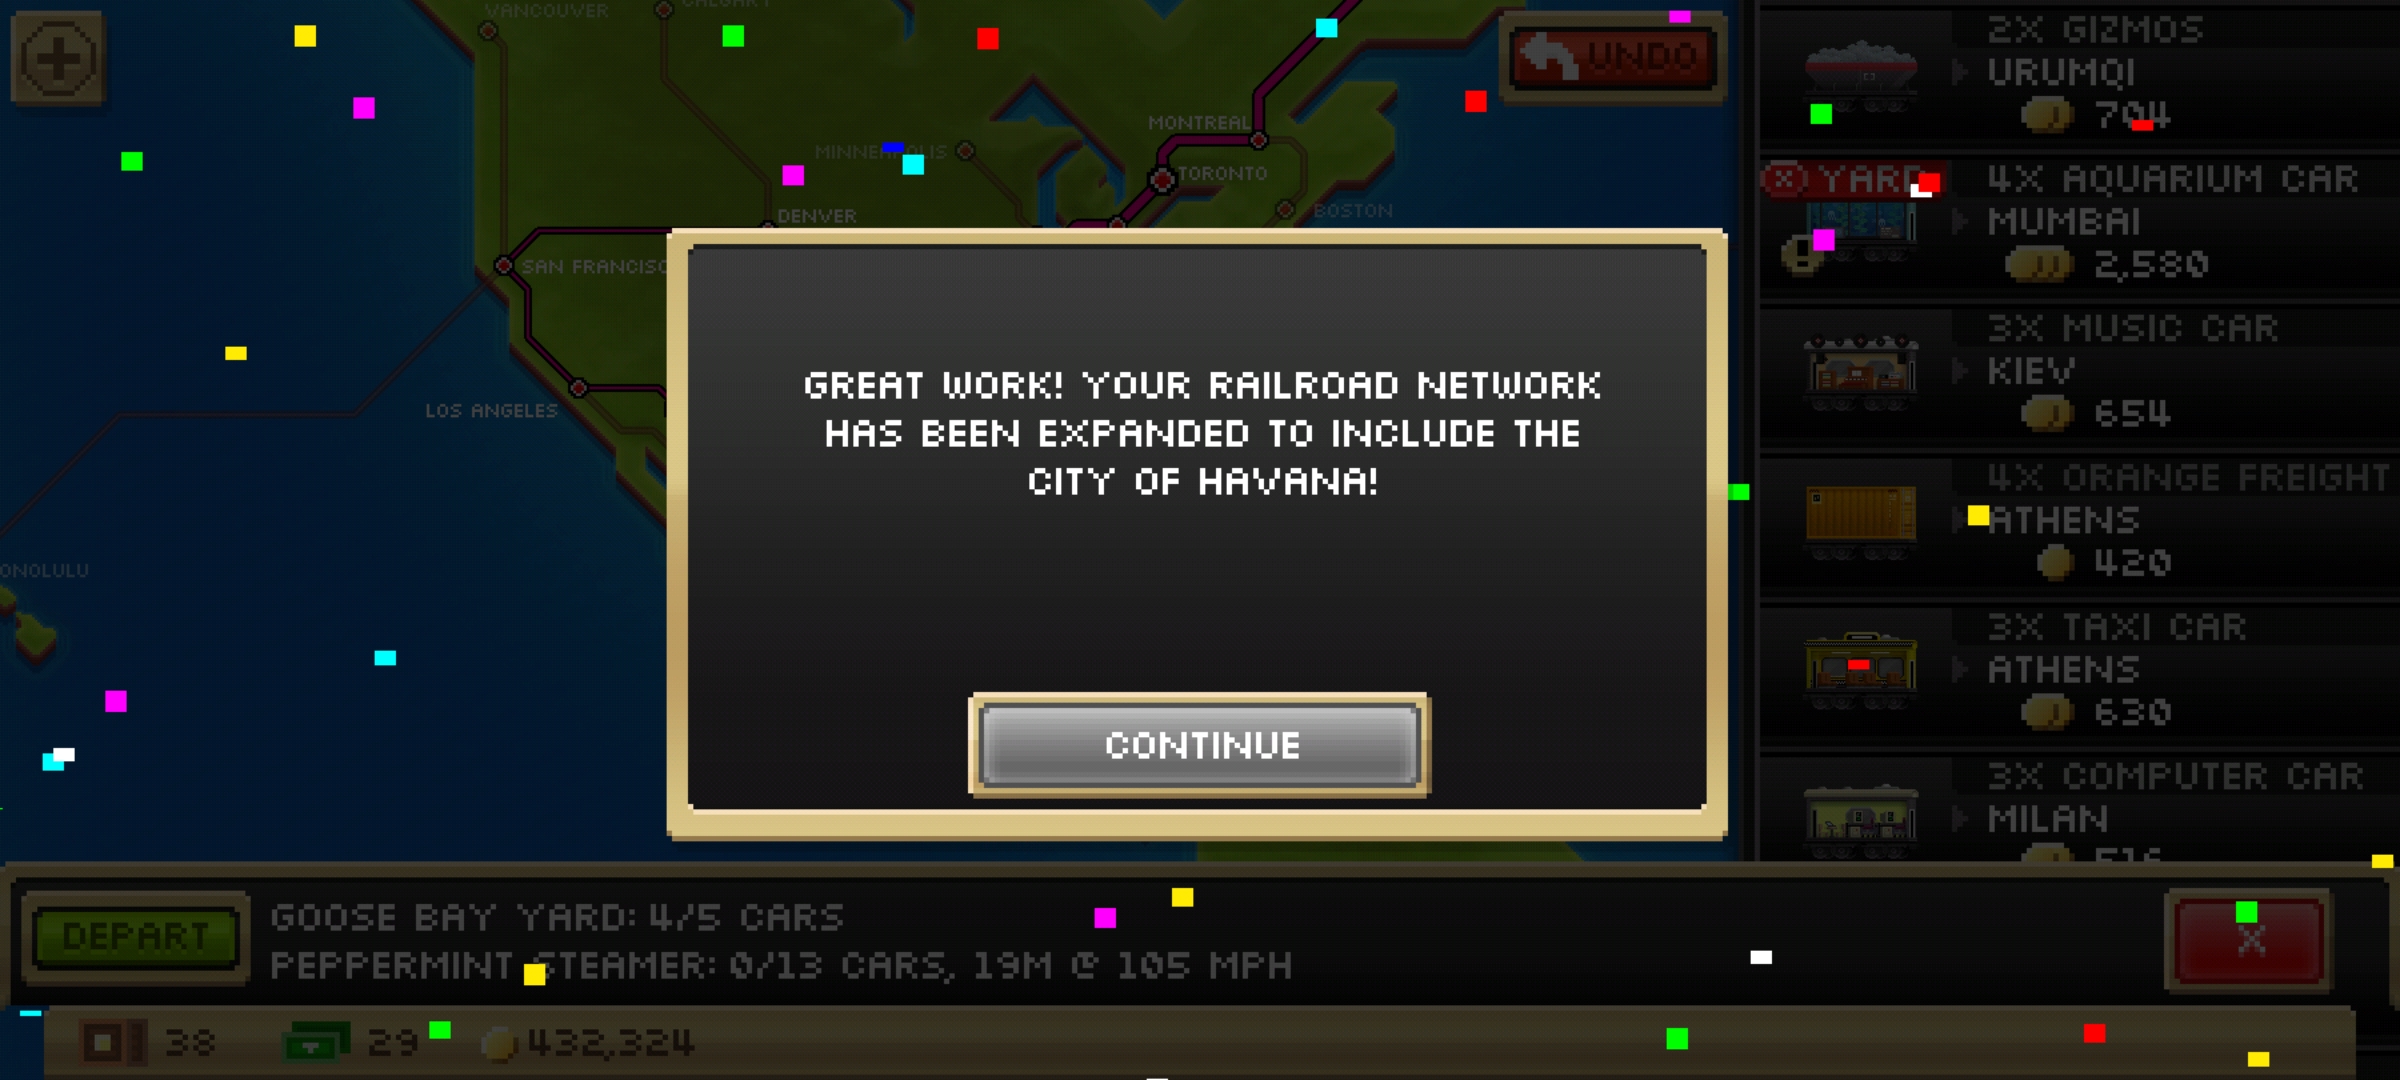 VANCOUVER
CALGARY
UNDO
MONTREAL
MINNEAPOLIS
TORONTO
DENVER
BOSTON
SAN FRANCISC
LOS ANGELES
ONOLULU
GREAT WORK! YOUR RAILROAD NETWORK
HAS BEEN EXPANDED TO INCLUDE THE
CITY OF HAVANA!
CONTINUE
2X GIZMOS
URUMQI
704
YARD
4X AQUARIUM CAR
MUMBAI
2,580
3X MUSIC CAR
KIEV
654
4X ORANGE FREIGHT
ATHENS
420
3X TAXI CAR
ATHENS
630
3X COMPUTER CAR
MILAN
516
DEPART
GOOSE BAY YARD: 4/5 CARS
PEPPERMINT STEAMER: 0/13 CARS, 19M @ 105 MPH
X
38
29
432,324